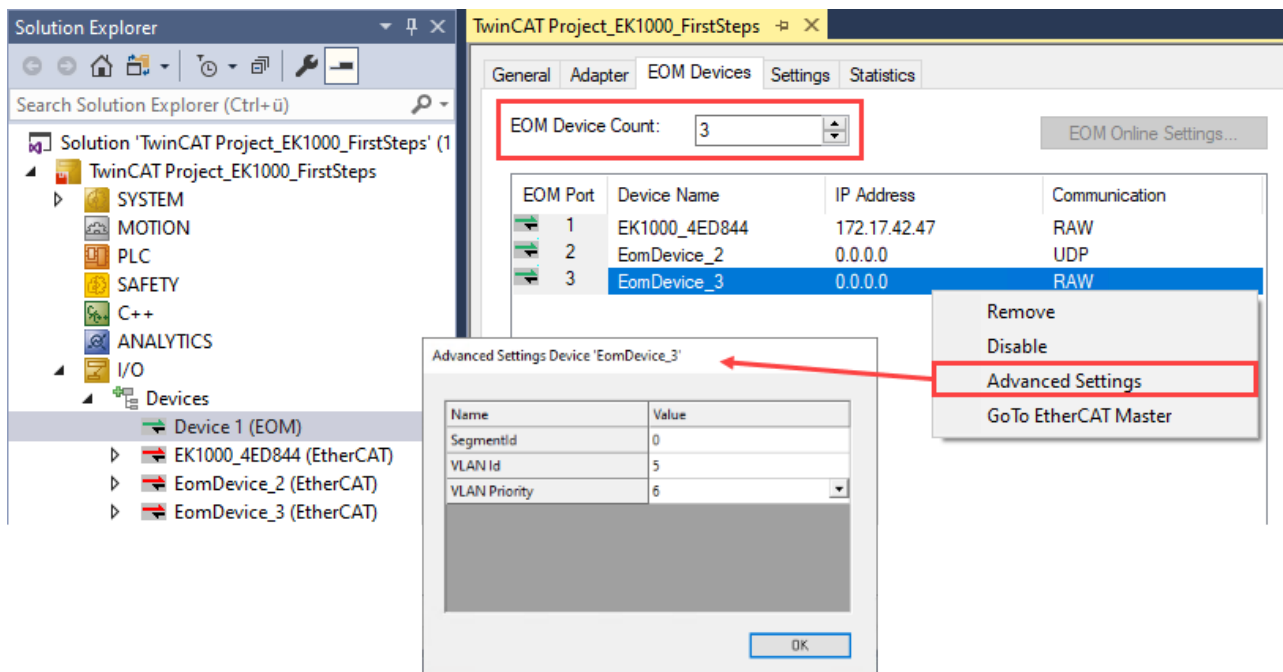 Solution Explorer
Search Solution Explorer (Ctrl+ü)
Solution 'TwinCAT Project_EK1000_FirstSteps' (1
TwinCAT Project_EK1000_FirstSteps
SYSTEM
MOTION
PLC
SAFETY
C++
ANALYTICS
I/O
Devices
Device 1 (EOM)
EK1000_4ED844 (EtherCAT)
EomDevice_2 (EtherCAT)
EomDevice_3 (EtherCAT)
TwinCAT Project_EK1000_FirstSteps
General Adapter EOM Devices Settings Statistics
EOM Device Count: 3
EOM Online Settings...
EOM Port Device Name IP Address Communication
1 EK1000_4ED844 172.17.42.47 RAW
2 EomDevice_2 0.0.0.0 UDP
3 EomDevice_3 0.0.0.0 RAW
Remove
Disable
Advanced Settings
GoTo EtherCAT Master
Advanced Settings Device 'EomDevice_3'
Name Value
SegmentId 0
VLAN Id 5
VLAN Priority 6
OK